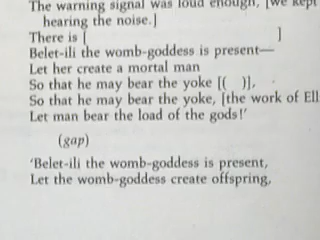 The warning signal was loud enough, [we kept
hearing the noise.]
There is [ ]
Belet-ili the womb-goddess is present—
Let her create a mortal man
So that he may bear the yoke [( )],
So that he may bear the yoke, [the work of Ell
Let man bear the load of the gods!'
(gap)
'Belet-ili the womb-goddess is present,
Let the womb-goddess create offspring,